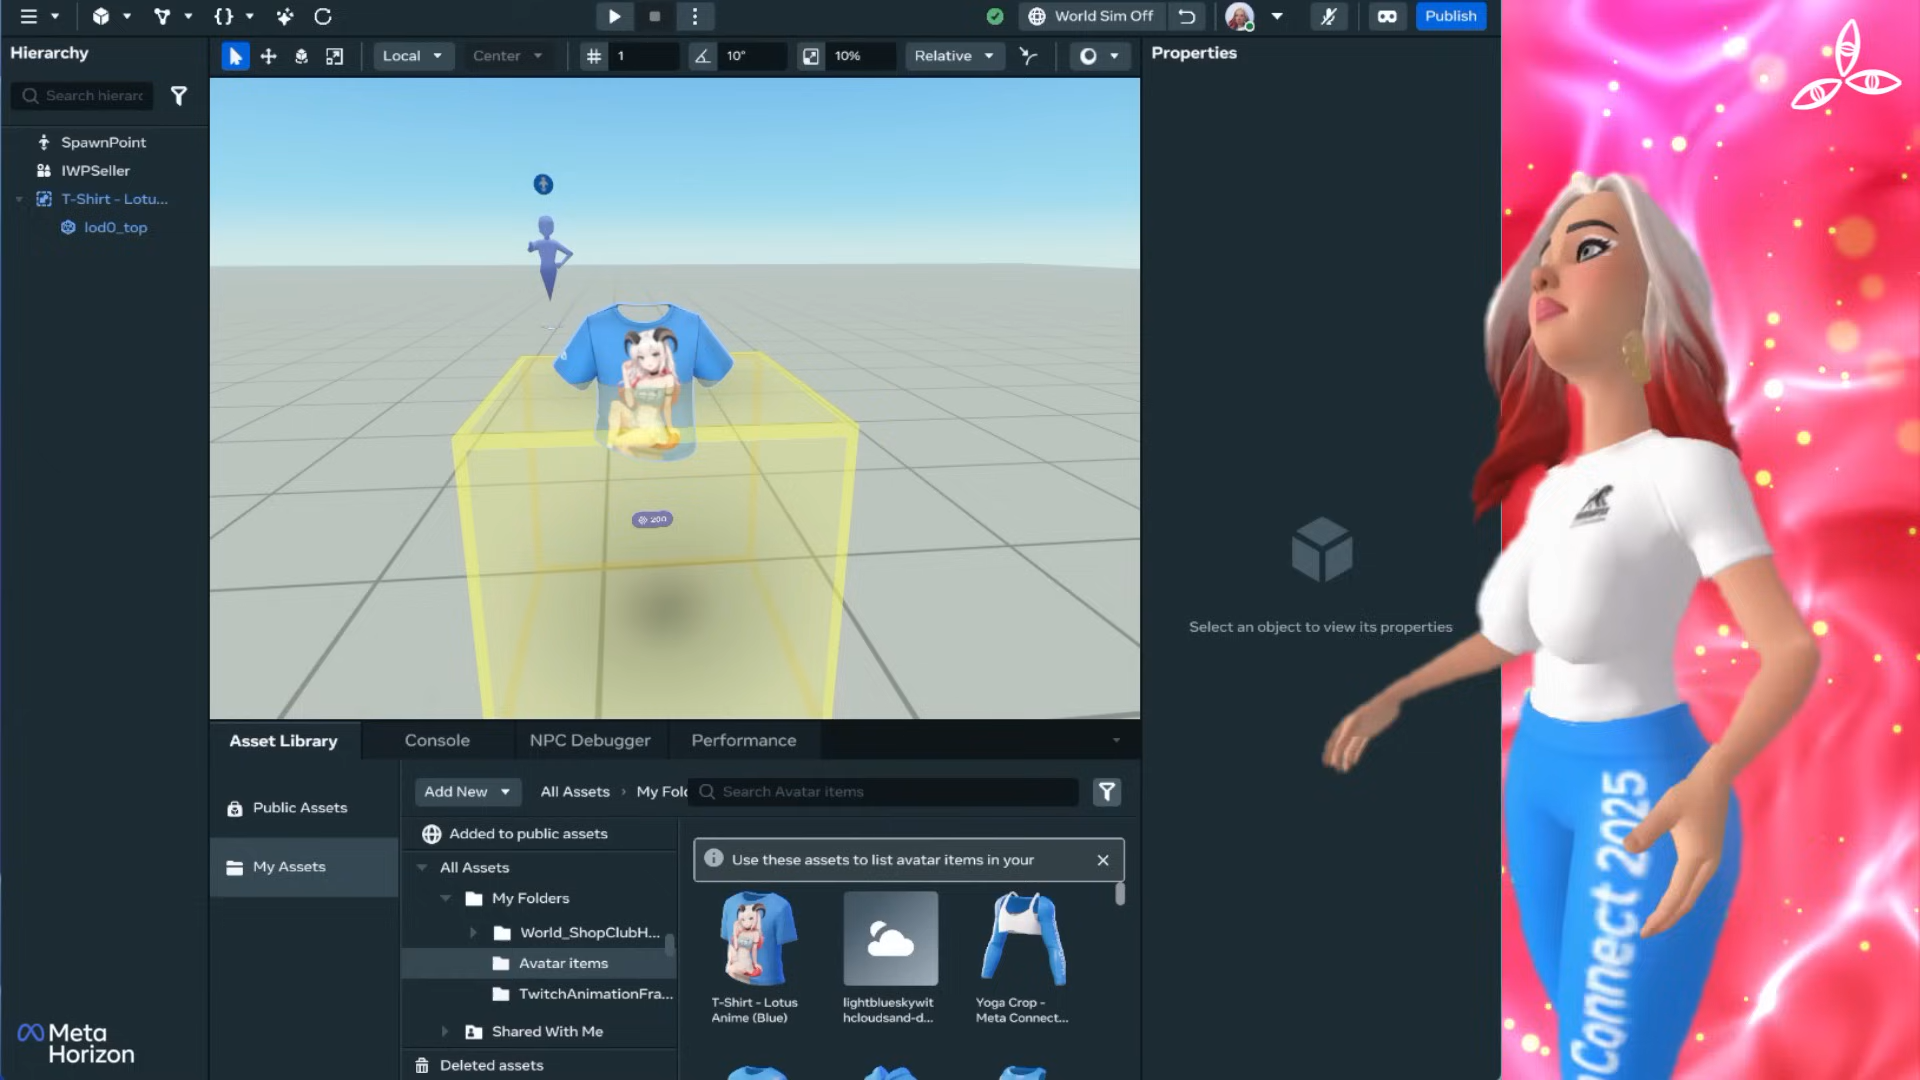 World Sim Off
Publish
Hierarchy
Local
Center
1
10°
10%
Relative
Properties
Search hierarc
SpawnPoint
IWPSeller
T-Shirt - Lotu...
lod0_top
200
Select an object to view its properties
Asset Library
Console
NPC Debugger
Performance
Public Assets
My Assets
Add New
All Assets › My Fold
Search Avatar items
Added to public assets
All Assets
My Folders
World_ShopClubH...
Avatar items
TwitchAnimationFra...
Shared With Me
Deleted assets
Use these assets to list avatar items in your
T-Shirt - Lotus
Anime (Blue)
lightblueskywit
hcloudsand-d...
Yoga Crop -
Meta Connect...
Meta
Horizon
Connect 2025